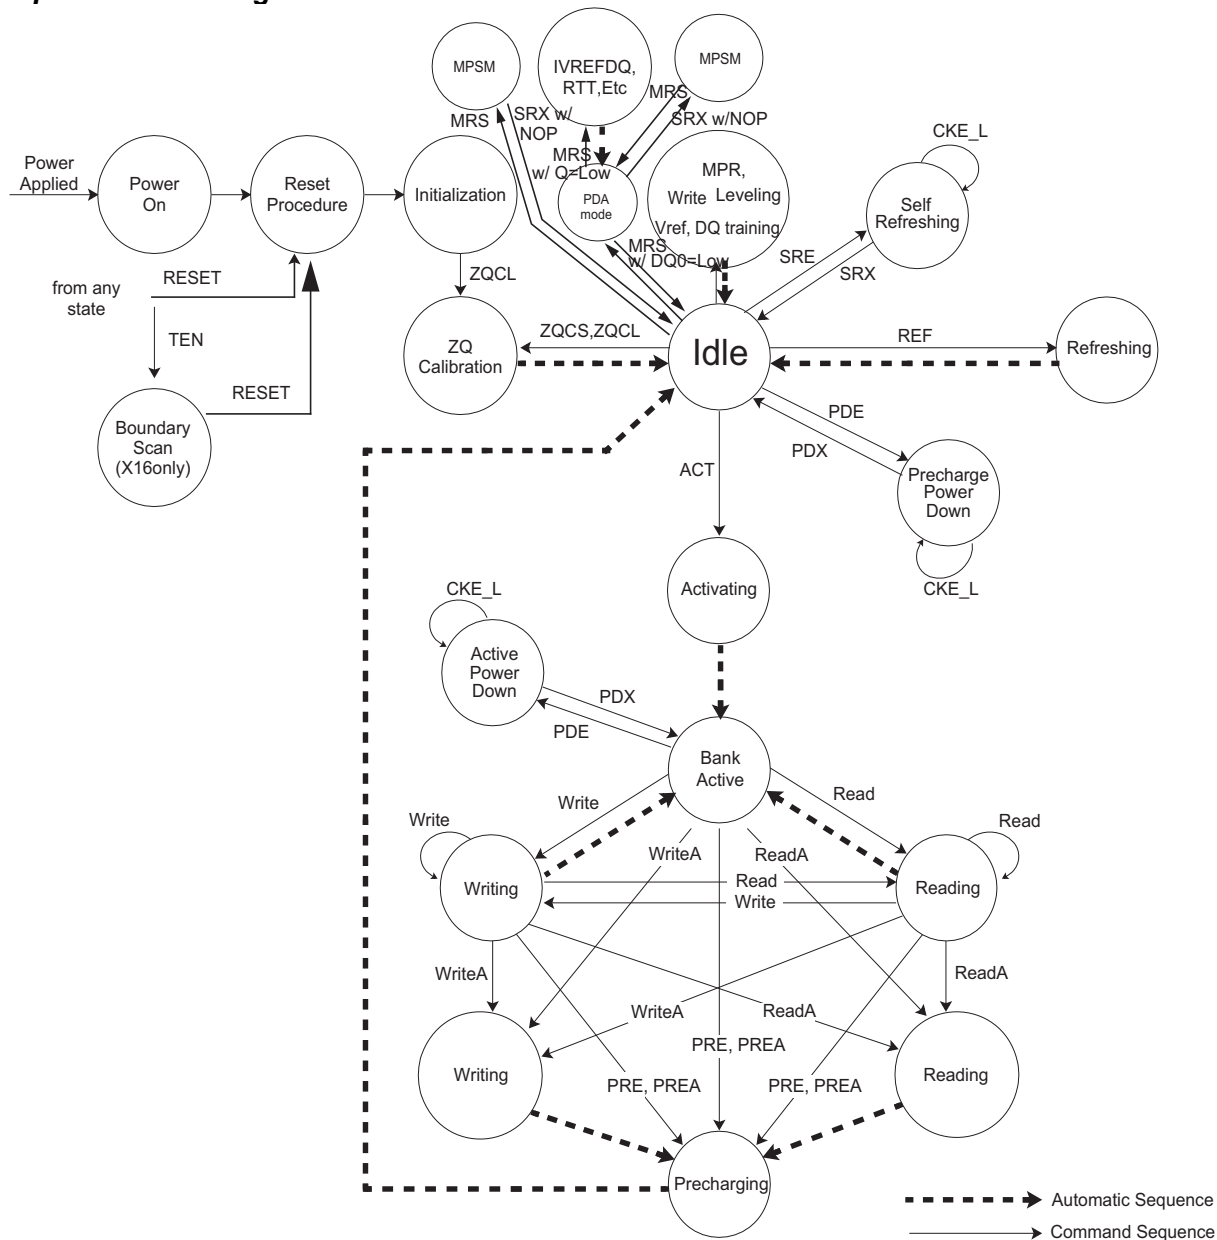 MPSM
IVREFDQ,
RTT,Etc
MPSM
MRS
SRX w/
NOP
MRS
SRX w/NOP
MRS
w/ Q=Low
CKE_L
Power
Applied
Power
On
Reset
Procedure
Initialization
PDA
mode
MPR,
Write Leveling
Vref, DQ training
Self
Refreshing
MRS
w/ DQ0=Low
SRE
SRX
from any
state
RESET
ZQCL
TEN
ZQ
Calibration
ZQCS,ZQCL
Idle
REF
Refreshing
RESET
Boundary
Scan
(X16only)
PDE
PDX
ACT
Precharge
Power
Down
CKE_L
Activating
CKE_L
Active
Power
Down
PDX
PDE
Bank
Active
Write
Read
Write
WriteA
ReadA
Read
Writing
Read
Write
Reading
WriteA
ReadA
WriteA
ReadA
PRE, PREA
Writing
Reading
PRE, PREA
PRE, PREA
Precharging
Automatic Sequence
Command Sequence